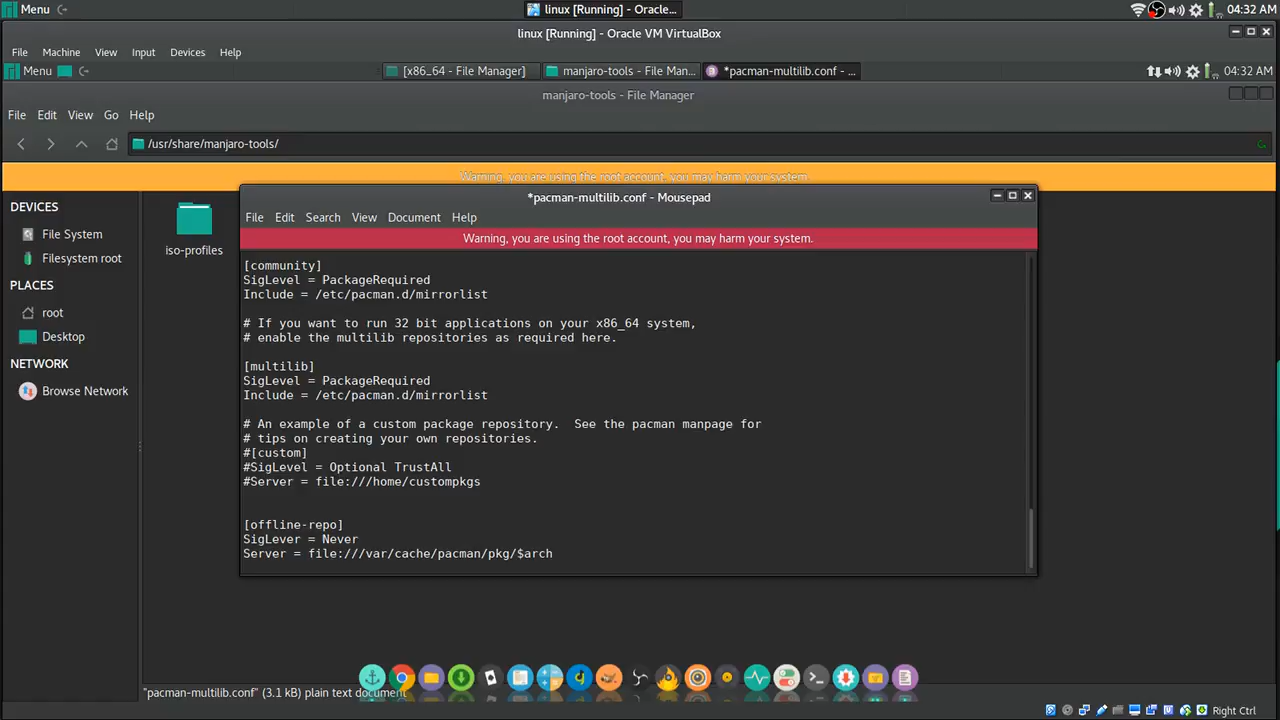 Menu
linux [Running] - Oracle...
04:32 AM
linux [Running] - Oracle VM VirtualBox
File Machine View Input Devices Help
Menu
[x86_64 - File Manager]
manjaro-tools - File Man...
*pacman-multilib.conf - ...
04:32 AM
manjaro-tools - File Manager
File Edit View Go Help
/usr/share/manjaro-tools/
Warning, you are using the root account, you may harm your system.
DEVICES
File System
Filesystem root
PLACES
root
Desktop
NETWORK
Browse Network
iso-profiles
*pacman-multilib.conf - Mousepad
File Edit Search View Document Help
Warning, you are using the root account, you may harm your system.
[community]
SigLevel = PackageRequired
Include = /etc/pacman.d/mirrorlist
# If you want to run 32 bit applications on your x86_64 system,
# enable the multilib repositories as required here.
[multilib]
SigLevel = PackageRequired
Include = /etc/pacman.d/mirrorlist
# An example of a custom package repository.  See the pacman manpage for
# tips on creating your own repositories.
#[custom]
#SigLevel = Optional TrustAll
#Server = file:///home/custompkgs
[offline-repo]
SigLever = Never
Server = file:///var/cache/pacman/pkg/$arch
"pacman-multilib.conf" (3.1 kB) plain text document
Right Ctrl